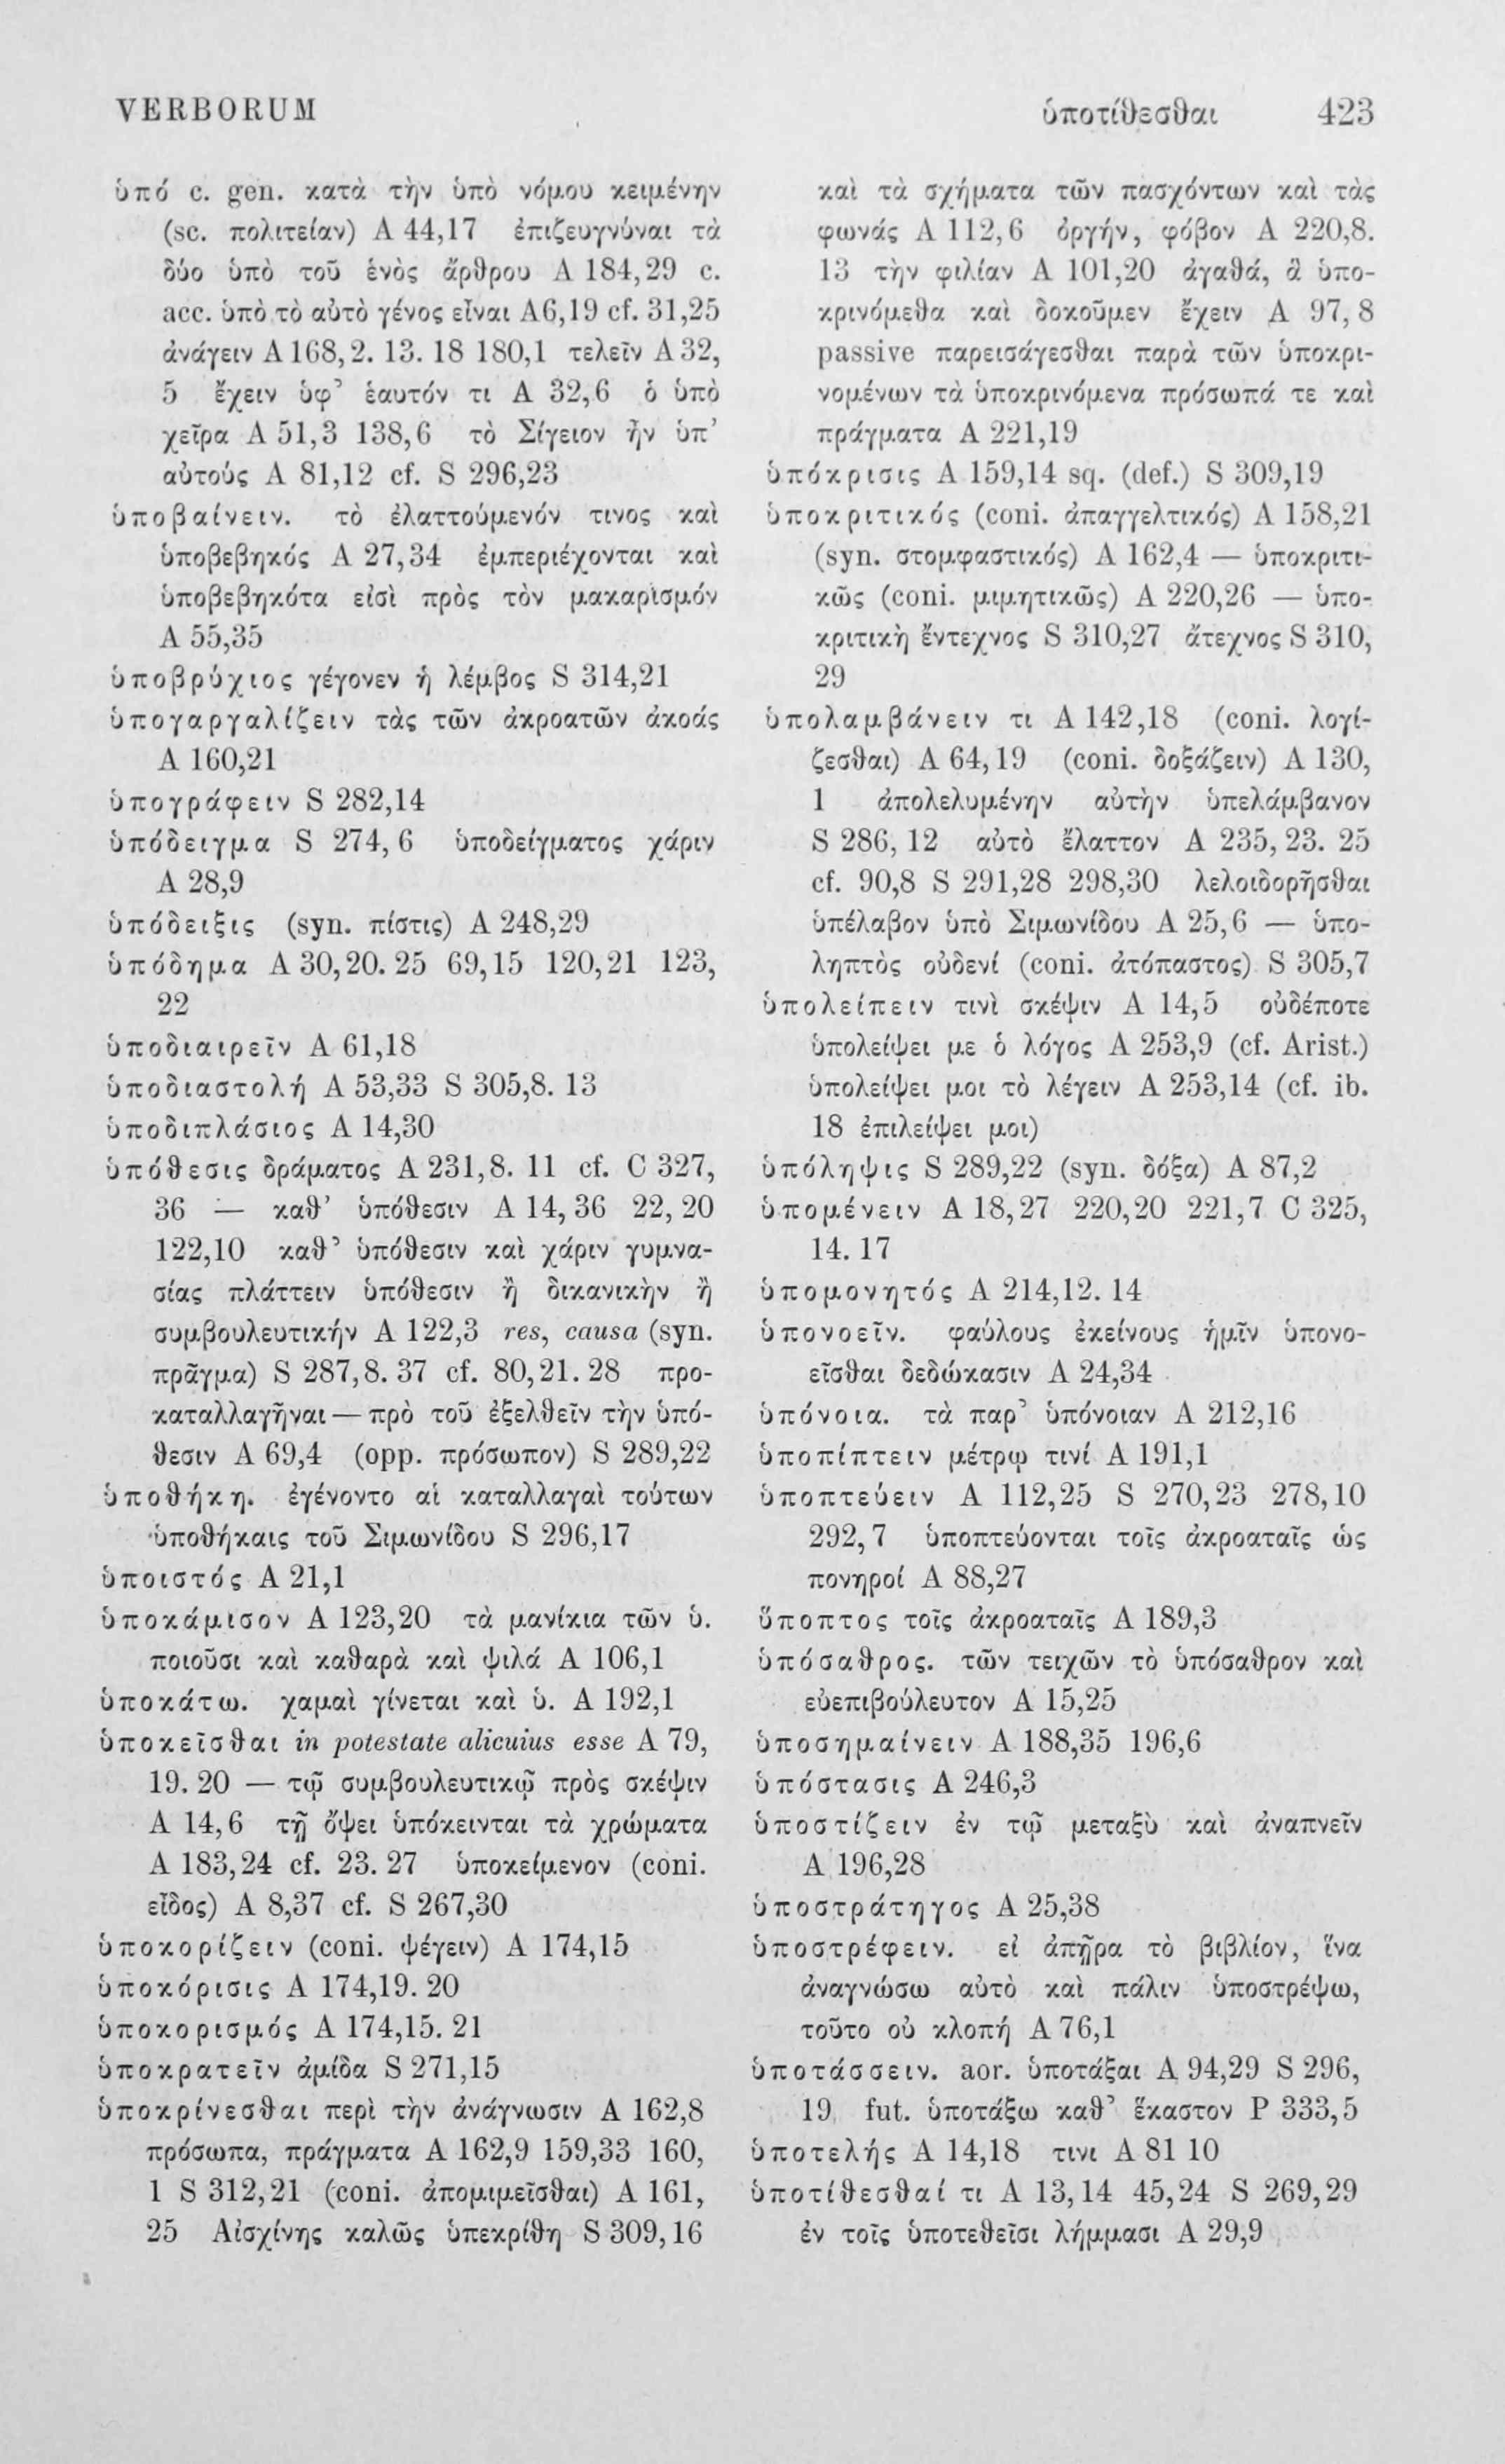 VERBORUM
ὑποτίθεσθαι 423
ὑπό c. gen. κατὰ τὴν ὑπὸ νόμου κειμένην
(sc. πολιτείαν) A 44,17 ἐπιζευγνύναι τὰ
δύο ὑπὸ τοῦ ἑνὸς ἄρθρου A 184,29 c.
acc. ὑπὸ τὸ αὐτὸ γένος εἶναι A6,19 cf. 31,25
ἀνάγειν A 168,2. 13. 18 180,1 τελεῖν A 32,
5 ἔχειν ὑφ’ ἑαυτόν τι A 32,6 ὁ ὑπὸ
χεῖρα A 51,3 138,6 τὸ Σίγειον ἦν ὑπ’
αὐτούς A 81,12 cf. S 296,23
ὑποβαίνειν. τὸ ἐλαττούμενόν τινος καὶ
ὑποβεβηκός A 27,34 ἐμπεριέχονται καὶ
ὑποβεβηκότα εἰσὶ πρὸς τὸν μακαρισμόν
A 55,35
ὑποβρύχιος γέγονεν ἡ λέμβος S 314,21
ὑπογαργαλίζειν τὰς τῶν ἀκροατῶν ἀκοάς
A 160,21
ὑπογράφειν S 282,14
ὑπόδειγμα S 274,6 ὑποδείγματος χάριν
A 28,9
ὑπόδειξις (syn. πίστις) A 248,29
ὑπόδημα A 30,20. 25 69,15 120,21 123,
22
ὑποδιαιρεῖν A 61,18
ὑποδιαστολή A 53,33 S 305,8. 13
ὑποδιπλάσιος A 14,30
ὑπόθεσις δράματος A 231,8. 11 cf. C 327,
36 — καθ’ ὑπόθεσιν A 14,36 22,20
122,10 καθ’ ὑπόθεσιν καὶ χάριν γυμνα-
σίας πλάττειν ὑπόθεσιν ἢ δικανικὴν ἢ
συμβουλευτικήν A 122,3 res, causa (syn.
πρᾶγμα) S 287,8. 37 cf. 80,21. 28 προ-
καταλλαγῆναι — πρὸ τοῦ ἐξελθεῖν τὴν ὑπό-
θεσιν A 69,4 (opp. πρόσωπον) S 289,22
ὑποθήκη. ἐγένοντο αἱ καταλλαγαὶ τούτων
ὑποθήκαις τοῦ Σιμωνίδου S 296,17
ὑποιστός A 21,1
ὑποκάμισον A 123,20 τὰ μανίκια τῶν ὑ.
ποιοῦσι καὶ καθαρὰ καὶ ψιλά A 106,1
ὑποκάτω. χαμαὶ γίνεται καὶ ὑ. A 192,1
ὑποκεῖσθαι in potestate alicuius esse A 79,
19. 20 — τῷ συμβουλευτικῷ πρὸς σκέψιν
A 14,6 τῇ ὄψει ὑπόκεινται τὰ χρώματα
A 183,24 cf. 23. 27 ὑποκείμενον (coni.
εἶδος) A 8,37 cf. S 267,30
ὑποκορίζειν (coni. ψέγειν) A 174,15
ὑποκόρισις A 174,19. 20
ὑποκορισμός A 174,15. 21
ὑποκρατεῖν ἀμίδα S 271,15
ὑποκρίνεσθαι περὶ τὴν ἀνάγνωσιν A 162,8
πρόσωπα, πράγματα A 162,9 159,33 160,
1 S 312,21 (coni. ἀπομιμεῖσθαι) A 161,
25 Αἰσχίνης καλῶς ὑπεκρίθη S 309,16
καὶ τὰ σχήματα τῶν πασχόντων καὶ τὰς
φωνάς A 112,6 ὀργήν, φόβον A 220,8.
13 τὴν φιλίαν A 101,20 ἀγαθά, ἃ ὑπο-
κρινόμεθα καὶ δοκοῦμεν ἔχειν A 97,8
passive παρεισάγεσθαι παρὰ τῶν ὑποκρι-
νομένων τὰ ὑποκρινόμενα πρόσωπά τε καὶ
πράγματα A 221,19
ὑπόκρισις A 159,14 sq. (def.) S 309,19
ὑποκριτικός (coni. ἀπαγγελτικός) A 158,21
(syn. στομφαστικός) A 162,4 — ὑποκριτι-
κῶς (coni. μιμητικῶς) A 220,26 — ὑπο-
κριτικὴ ἔντεχνος S 310,27 ἄτεχνος S 310,
29
ὑπολαμβάνειν τι A 142,18 (coni. λογί-
ζεσθαι) A 64,19 (coni. δοξάζειν) A 130,
1 ἀπολελυμένην αὐτὴν ὑπελάμβανον
S 286,12 αὐτὸ ἔλαττον A 235,23. 25
cf. 90,8 S 291,28 298,30 λελοιδορῆσθαι
ὑπέλαβον ὑπὸ Σιμωνίδου A 25,6 — ὑπο-
ληπτὸς οὐδενί (coni. ἀτόπαστος) S 305,7
ὑπολείπειν τινὶ σκέψιν A 14,5 οὐδέποτε
ὑπολείψει με ὁ λόγος A 253,9 (cf. Arist.)
ὑπολείψει μοι τὸ λέγειν A 253,14 (cf. ib.
18 ἐπιλείψει μοι)
ὑπόληψις S 289,22 (syn. δόξα) A 87,2
ὑπομένειν A 18,27 220,20 221,7 C 325,
14. 17
ὑπομονητός A 214,12. 14
ὑπονοεῖν. φαύλους ἐκείνους ἡμῖν ὑπονο-
εῖσθαι δεδώκασιν A 24,34
ὑπόνοια. τὰ παρ’ ὑπόνοιαν A 212,16
ὑποπίπτειν μέτρῳ τινί A 191,1
ὑποπτεύειν A 112,25 S 270,23 278,10
292,7 ὑποπτεύονται τοῖς ἀκροαταῖς ὡς
πονηροί A 88,27
ὕποπτος τοῖς ἀκροαταῖς A 189,3
ὑπόσαθρος. τῶν τειχῶν τὸ ὑπόσαθρον καὶ
εὐεπιβούλευτον A 15,25
ὑποσημαίνειν A 188,35 196,6
ὑπόστασις A 246,3
ὑποστίζειν ἐν τῷ μεταξὺ καὶ ἀναπνεῖν
A 196,28
ὑποστράτηγος A 25,38
ὑποστρέφειν. εἰ ἀπῆρα τὸ βιβλίον, ἵνα
ἀναγνώσω αὐτὸ καὶ πάλιν ὑποστρέψω,
τοῦτο οὐ κλοπή A 76,1
ὑποτάσσειν. aor. ὑποτάξαι A 94,29 S 296,
19 fut. ὑποτάξω καθ’ ἕκαστον P 333,5
ὑποτελής A 14,18 τινι A 81 10
ὑποτίθεσθαί τι A 13,14 45,24 S 269,29
ἐν τοῖς ὑποτεθεῖσι λήμμασι A 29,9